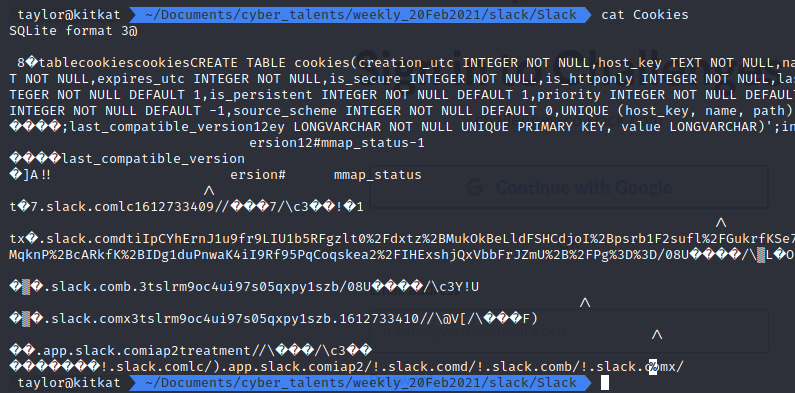 taylor@kitkat ~/Documents/cyber_talents/weekly_20Feb2021/slack/Slack cat Cookies
SQLite format 3@
8�tablecookiescookiesCREATE TABLE cookies(creation_utc INTEGER NOT NULL,host_key TEXT NOT NULL,na
T NOT NULL,expires_utc INTEGER NOT NULL,is_secure INTEGER NOT NULL,is_httponly INTEGER NOT NULL,las
TEGER NOT NULL DEFAULT 1,is_persistent INTEGER NOT NULL DEFAULT 1,priority INTEGER NOT NULL DEFAULT
INTEGER NOT NULL DEFAULT -1,source_scheme INTEGER NOT NULL DEFAULT 0,UNIQUE (host_key, name, path)
����;last_compatible_version12ey LONGVARCHAR NOT NULL UNIQUE PRIMARY KEY, value LONGVARCHAR)';in
ersion12#mmap_status-1
����last_compatible_version
�]A!! ersion# mmap_status
^
t�7.slack.comlc1612733409//���7/\c3��!�1
^
tx�.slack.comdtiIpCYhErnJ1u9fr9LIU1b5RFgzlt0%2Fdxtz%2BMukOkBeLldFSHCdjoI%2Bpsrb1F2sufl%2FGukrfKSe7
MqknP%2BcARkfK%2BIDg1duPnwaK4iI9Rf95PqCoqskea2%2FIHExshjQxVbbFrJZmU%2B%2FPg%3D%3D/08U����/\▒L�O
�▒�.slack.comb.3tslrm9oc4ui97s05qxpy1szb/08U����/\c3Y!U
^
�▒�.slack.comx3tslrm9oc4ui97s05qxpy1szb.1612733410//\@V[/\���F)
^
��.app.slack.comiap2treatment//\���/\c3��
�������!.slack.comlc/).app.slack.comiap2/!.slack.comd/!.slack.comb/!.slack.c%mx/
taylor@kitkat ~/Documents/cyber_talents/weekly_20Feb2021/slack/Slack
Continue with Google